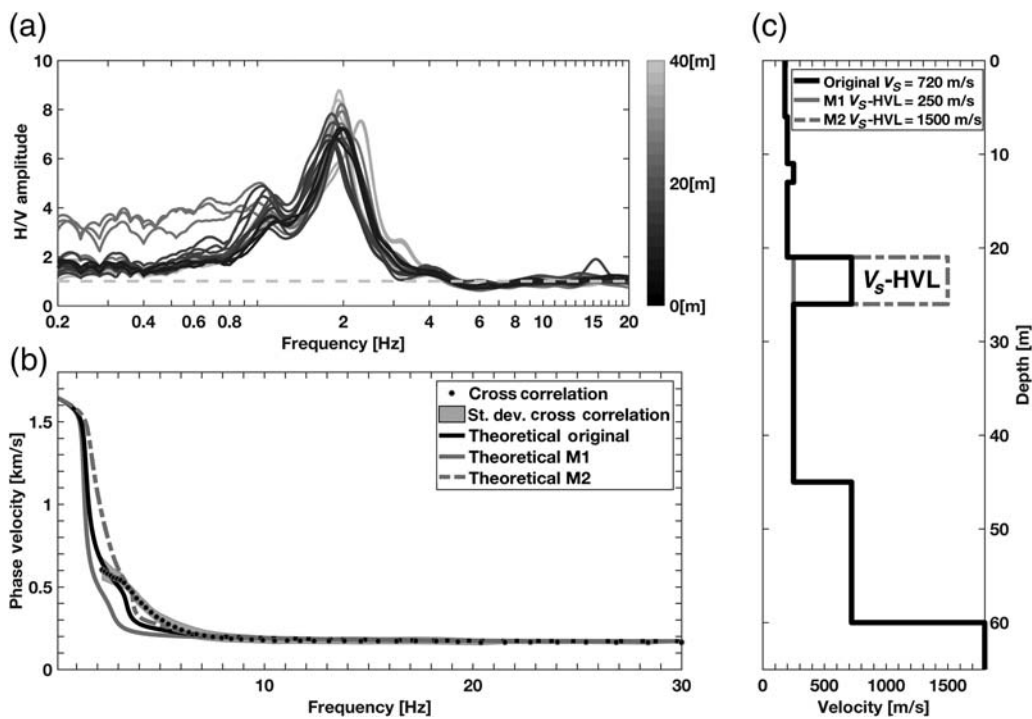 (a)
10
8
6
4
2
0
H/V amplitude
0.2 0.4 0.6 0.8 2 4 6 8 10 15 20
Frequency [Hz]
40[m]
20[m]
0[m]
(b)
1.5
1
0.5
0
Phase velocity [km/s]
10 20 30
Frequency [Hz]
Cross correlation
St. dev. cross correlation
Theoretical original
Theoretical M1
Theoretical M2
(c)
Original VS = 720 m/s
M1 VS-HVL = 250 m/s
M2 VS-HVL = 1500 m/s
VS-HVL
0
10
20
30
40
50
60
Depth [m]
0 500 1000 1500
Velocity [m/s]